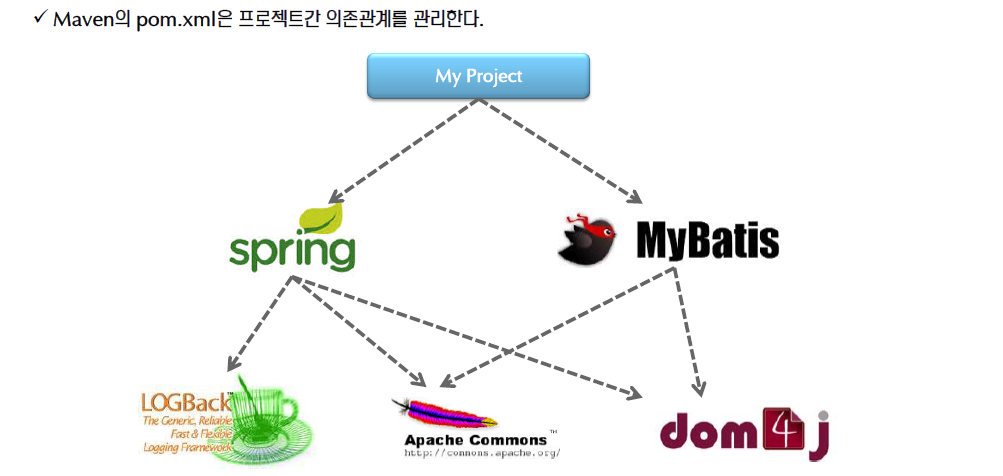 ✓ Maven의 pom.xml은 프로젝트간 의존관계를 관리한다.
My Project
spring
MyBatis
LOGBack™
The Generic, Reliable
Fast & Flexible
Logging Framework
Apache Commons™
http://commons.apache.org/
dom4j